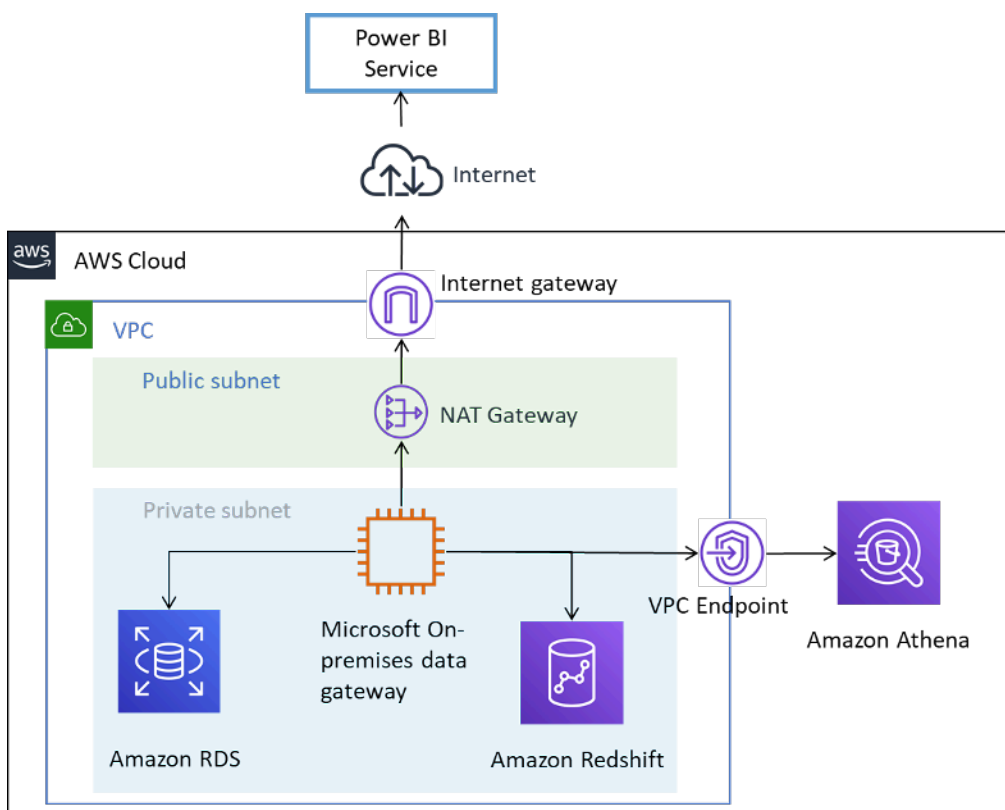 Power BI
Service
Internet
aws
AWS Cloud
Internet gateway
VPC
Public subnet
NAT Gateway
Private subnet
VPC Endpoint
Microsoft On-
premises data
gateway
Amazon Athena
Amazon RDS
Amazon Redshift